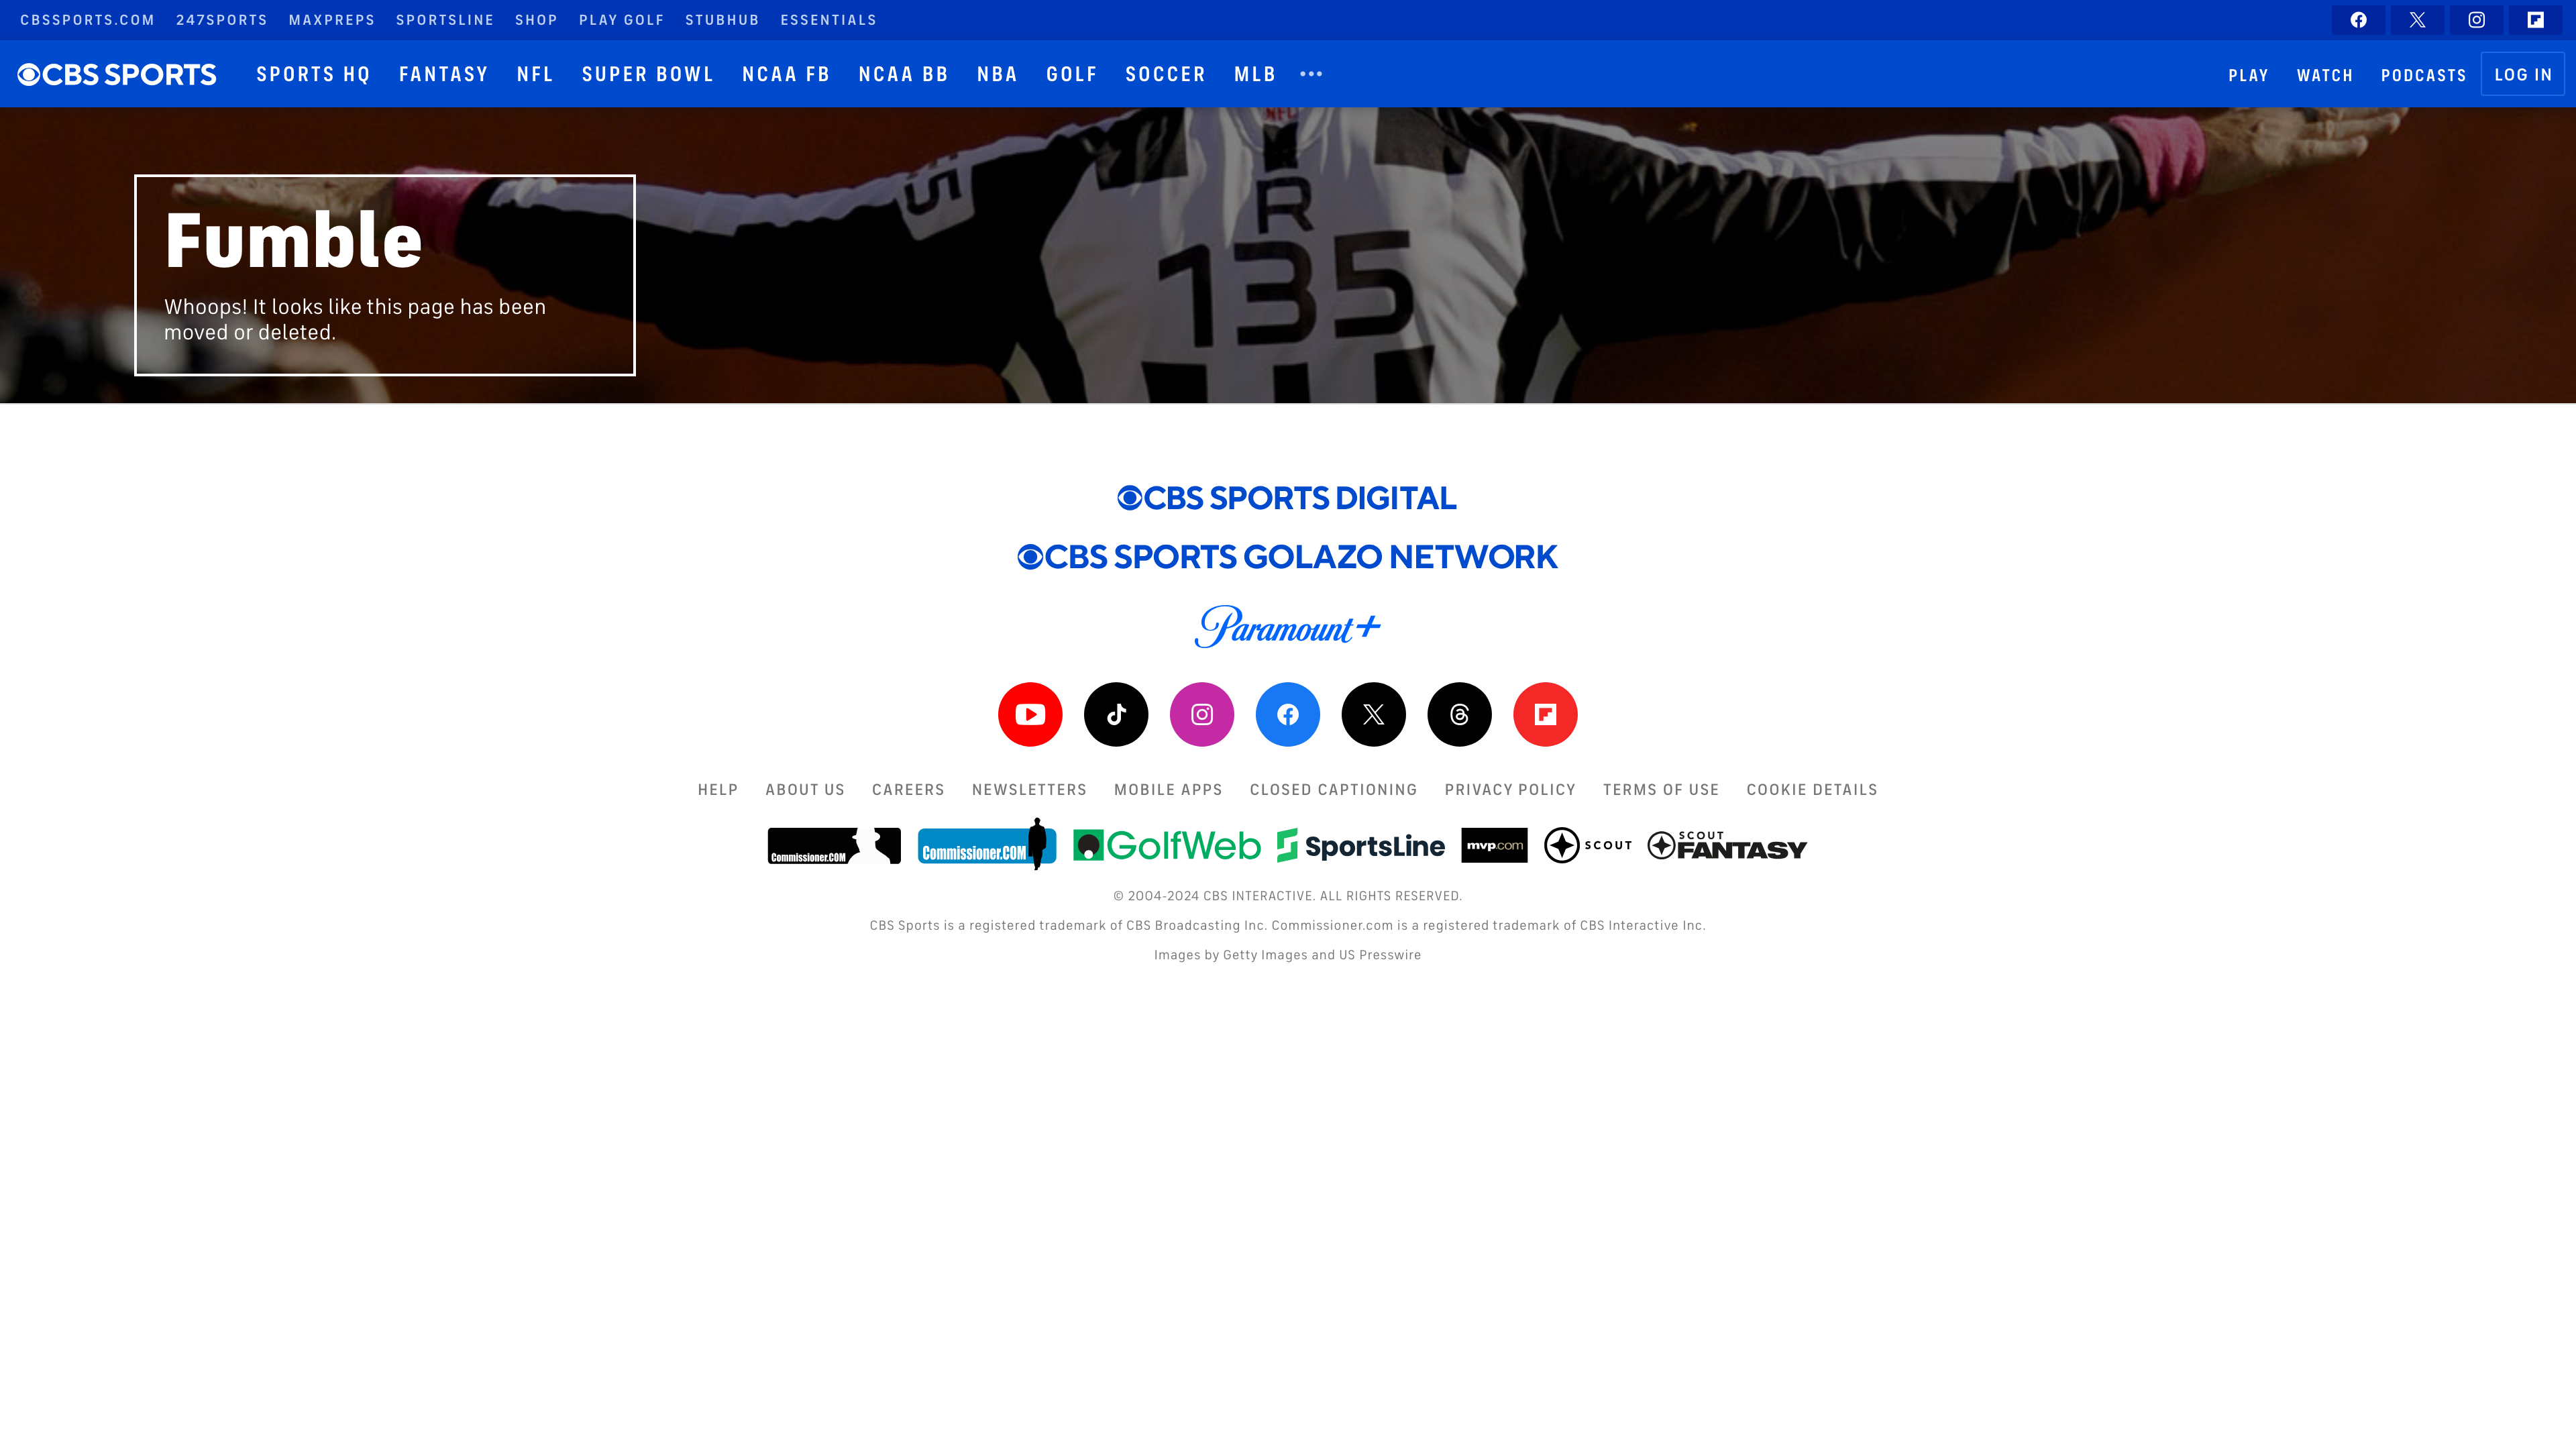 CBSSPORTS.COM 247SPORTS MAXPREPS SPORTSLINE SHOP PLAY GOLF STUBHUB ESSENTIALS
CBS SPORTS SPORTS HQ FANTASY NFL SUPER BOWL NCAA FB NCAA BB NBA GOLF SOCCER MLB PLAY WATCH PODCASTS LOG IN
NFL
R
135
Fumble
Whoops! It looks like this page has been
moved or deleted.
CBS SPORTS DIGITAL
CBS SPORTS GOLAZO NETWORK
Paramount+
HELP ABOUT US CAREERS NEWSLETTERS MOBILE APPS CLOSED CAPTIONING PRIVACY POLICY TERMS OF USE COOKIE DETAILS
Commissioner.COM Commissioner.COM GolfWeb SportsLine mvp.com SCOUT SCOUT FANTASY
© 2004-2024 CBS INTERACTIVE. ALL RIGHTS RESERVED.
CBS Sports is a registered trademark of CBS Broadcasting Inc. Commissioner.com is a registered trademark of CBS Interactive Inc.
Images by Getty Images and US Presswire